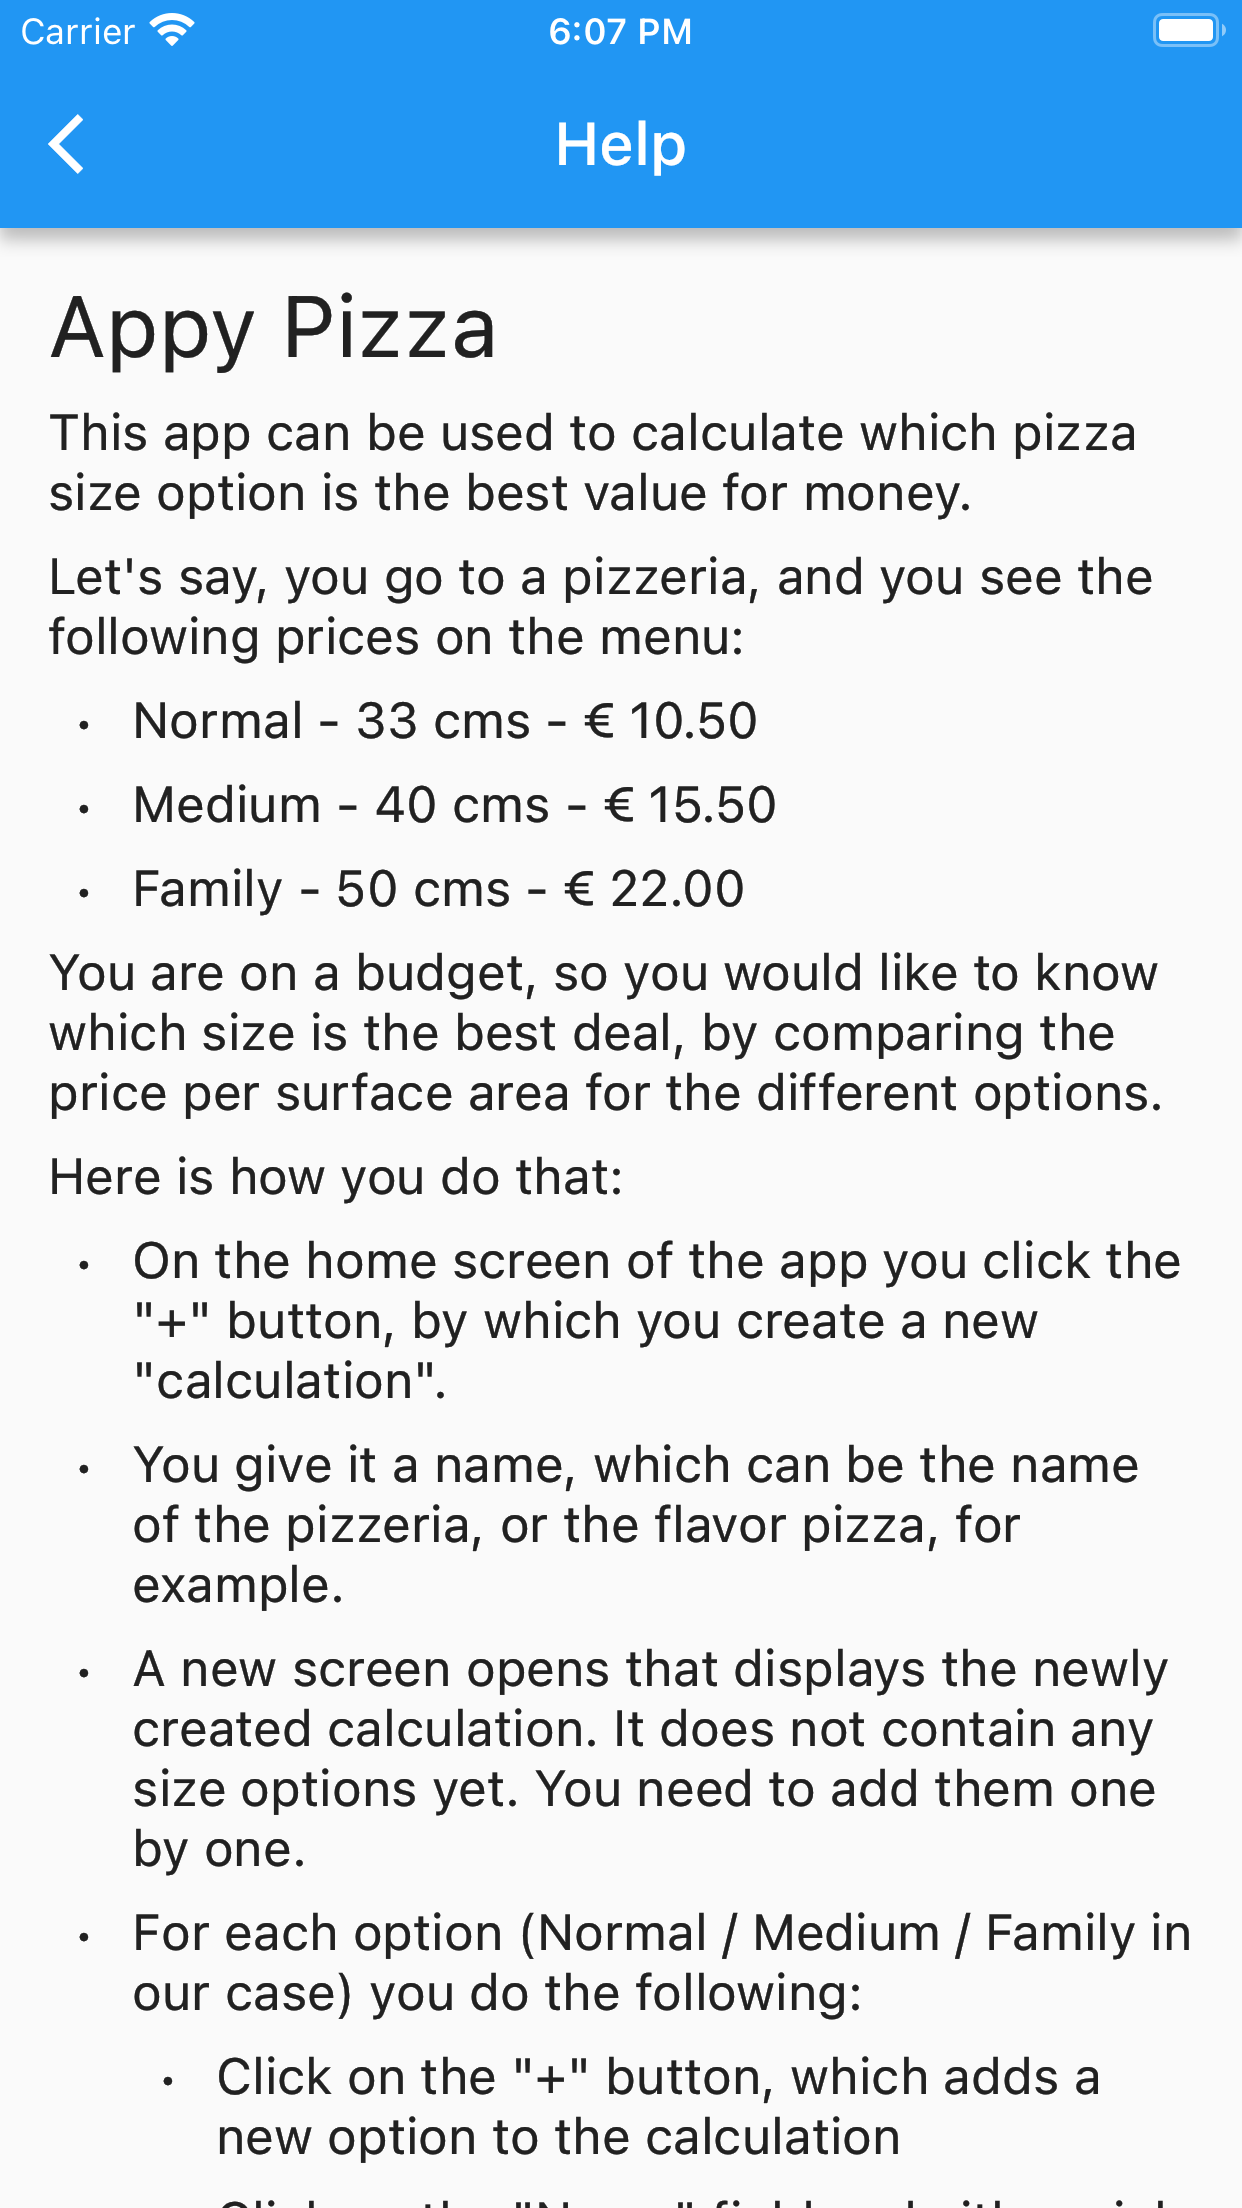 Carrier
6:07 PM
Help
Appy Pizza
This app can be used to calculate which pizza
size option is the best value for money.
Let's say, you go to a pizzeria, and you see the
following prices on the menu:
• Normal - 33 cms - € 10.50
• Medium - 40 cms - € 15.50
• Family - 50 cms - € 22.00
You are on a budget, so you would like to know
which size is the best deal, by comparing the
price per surface area for the different options.
Here is how you do that:
• On the home screen of the app you click the
"+" button, by which you create a new
"calculation".
• You give it a name, which can be the name
of the pizzeria, or the flavor pizza, for
example.
• A new screen opens that displays the newly
created calculation. It does not contain any
size options yet. You need to add them one
by one.
• For each option (Normal / Medium / Family in
our case) you do the following:
• Click on the "+" button, which adds a
new option to the calculation